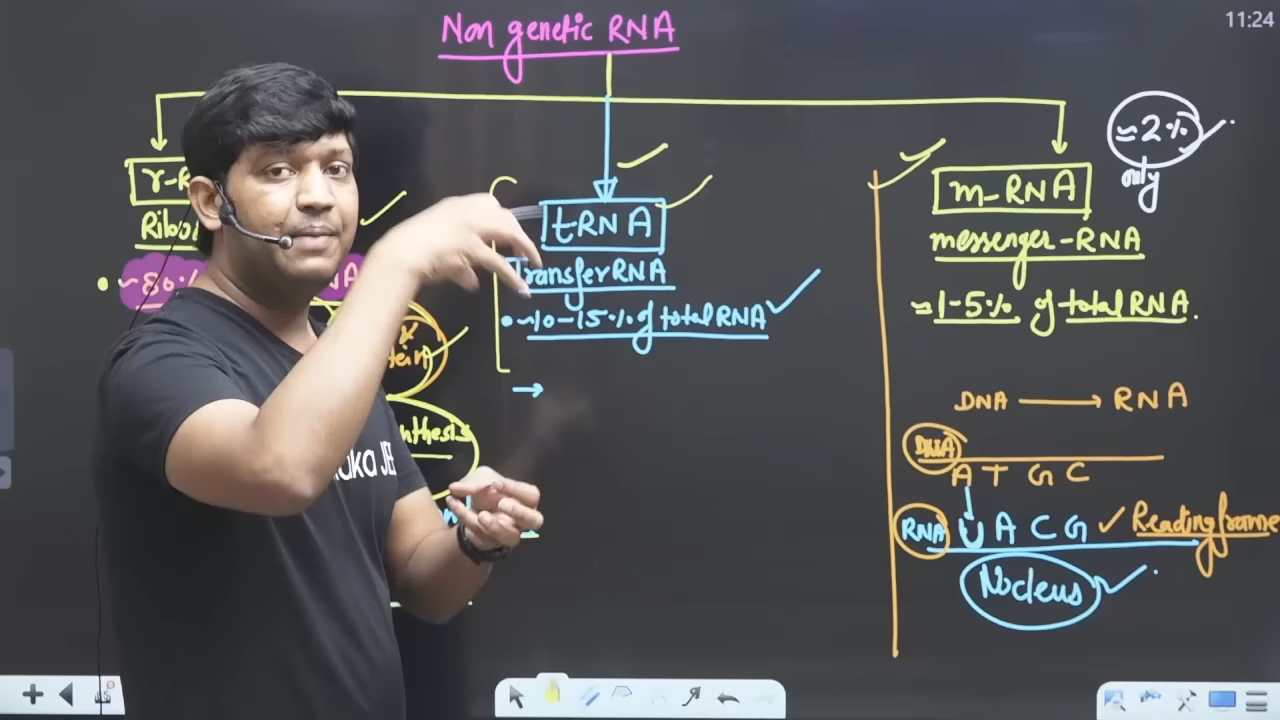 11:24
Non genetic RNA
≈2%
only
tRNA
m-RNA
Transfer RNA
messenger-RNA
• ~10-15% of total RNA
≈1-5% of total RNA.
→
DNA → RNA
DNA
A T G C
RNA U A C G ✓ Reading frame
Nucleus